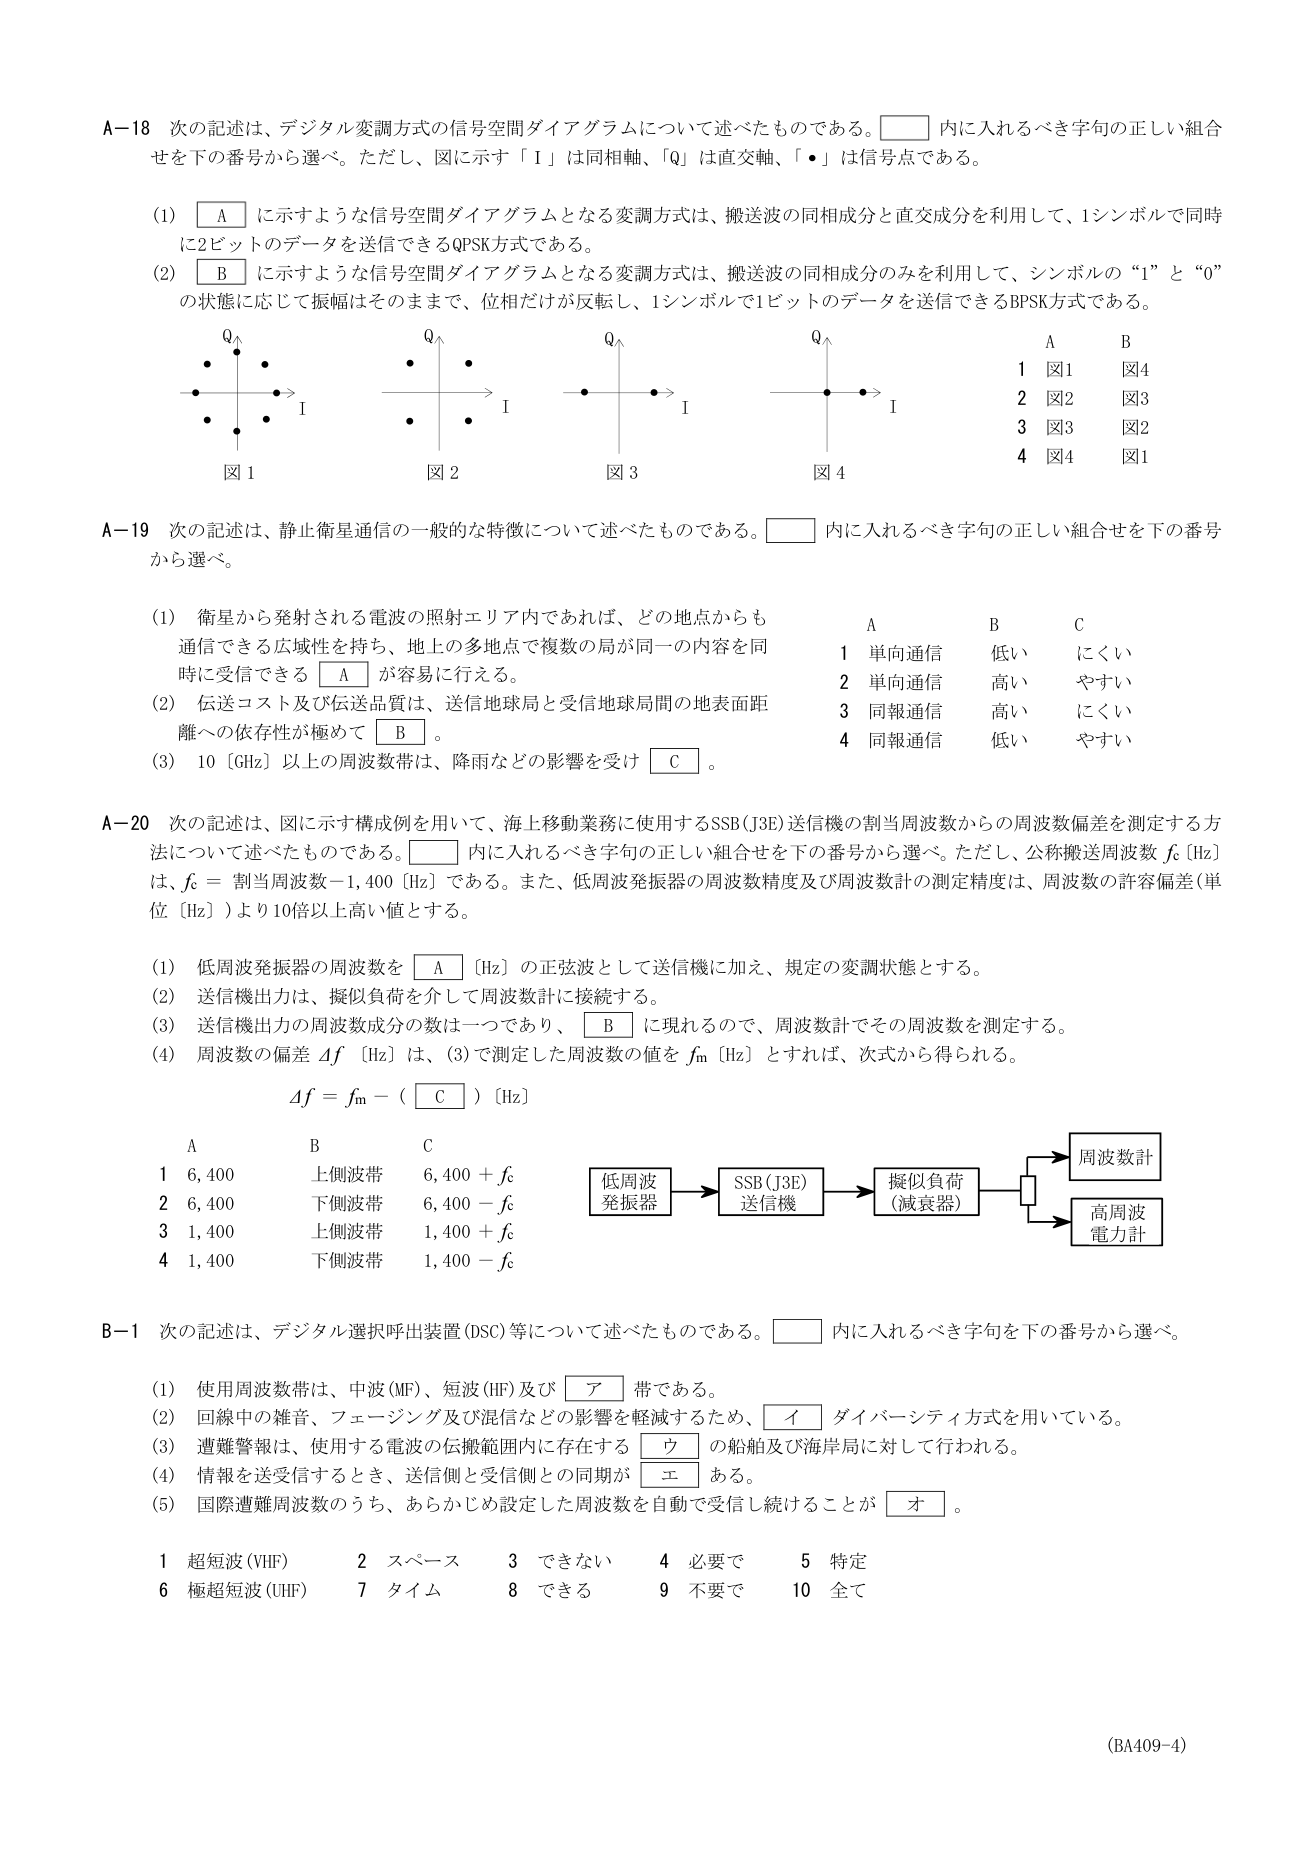 A－18　次の記述は、デジタル変調方式の信号空間ダイアグラムについて述べたものである。□内に入れるべき字句の正しい組合
せを下の番号から選べ。ただし、図に示す「Ｉ」は同相軸、「Q」は直交軸、「●」は信号点である。
(1)　A　に示すような信号空間ダイアグラムとなる変調方式は、搬送波の同相成分と直交成分を利用して、1シンボルで同時
に2ビットのデータを送信できるQPSK方式である。
(2)　B　に示すような信号空間ダイアグラムとなる変調方式は、搬送波の同相成分のみを利用して、シンボルの“1”と“0”
の状態に応じて振幅はそのままで、位相だけが反転し、1シンボルで1ビットのデータを送信できるBPSK方式である。
Q　I　図1
Q　I　図2
Q　I　図3
Q　I　図4
A　B
1　図1　図4
2　図2　図3
3　図3　図2
4　図4　図1
A－19　次の記述は、静止衛星通信の一般的な特徴について述べたものである。□内に入れるべき字句の正しい組合せを下の番号
から選べ。
(1)　衛星から発射される電波の照射エリア内であれば、どの地点からも
通信できる広域性を持ち、地上の多地点で複数の局が同一の内容を同
時に受信できる　A　が容易に行える。
(2)　伝送コスト及び伝送品質は、送信地球局と受信地球局間の地表面距
離への依存性が極めて　B　。
(3)　10〔GHz〕以上の周波数帯は、降雨などの影響を受け　C　。
A　B　C
1　単向通信　低い　にくい
2　単向通信　高い　やすい
3　同報通信　高い　にくい
4　同報通信　低い　やすい
A－20　次の記述は、図に示す構成例を用いて、海上移動業務に使用するSSB(J3E)送信機の割当周波数からの周波数偏差を測定する方
法について述べたものである。□内に入れるべき字句の正しい組合せを下の番号から選べ。ただし、公称搬送周波数 fc〔Hz〕
は、fc ＝ 割当周波数－1,400〔Hz〕である。また、低周波発振器の周波数精度及び周波数計の測定精度は、周波数の許容偏差(単
位〔Hz〕)より10倍以上高い値とする。
(1)　低周波発振器の周波数を　A　〔Hz〕の正弦波として送信機に加え、規定の変調状態とする。
(2)　送信機出力は、擬似負荷を介して周波数計に接続する。
(3)　送信機出力の周波数成分の数は一つであり、　B　に現れるので、周波数計でその周波数を測定する。
(4)　周波数の偏差 Δf〔Hz〕は、(3)で測定した周波数の値を fm〔Hz〕とすれば、次式から得られる。
Δf ＝ fm －（　C　）〔Hz〕
A　B　C
1　6,400　上側波帯　6,400 ＋ fc
2　6,400　下側波帯　6,400 － fc
3　1,400　上側波帯　1,400 ＋ fc
4　1,400　下側波帯　1,400 － fc
低周波
発振器
SSB(J3E)
送信機
擬似負荷
(減衰器)
周波数計
高周波
電力計
B－1　次の記述は、デジタル選択呼出装置(DSC)等について述べたものである。□内に入れるべき字句を下の番号から選べ。
(1)　使用周波数帯は、中波(MF)、短波(HF)及び　ア　帯である。
(2)　回線中の雑音、フェージング及び混信などの影響を軽減するため、　イ　ダイバーシティ方式を用いている。
(3)　遭難警報は、使用する電波の伝搬範囲内に存在する　ウ　の船舶及び海岸局に対して行われる。
(4)　情報を送受信するとき、送信側と受信側との同期が　エ　ある。
(5)　国際遭難周波数のうち、あらかじめ設定した周波数を自動で受信し続けることが　オ　。
1　超短波(VHF)　2　スペース　3　できない　4　必要で　5　特定
6　極超短波(UHF)　7　タイム　8　できる　9　不要で　10　全て
(BA409-4)